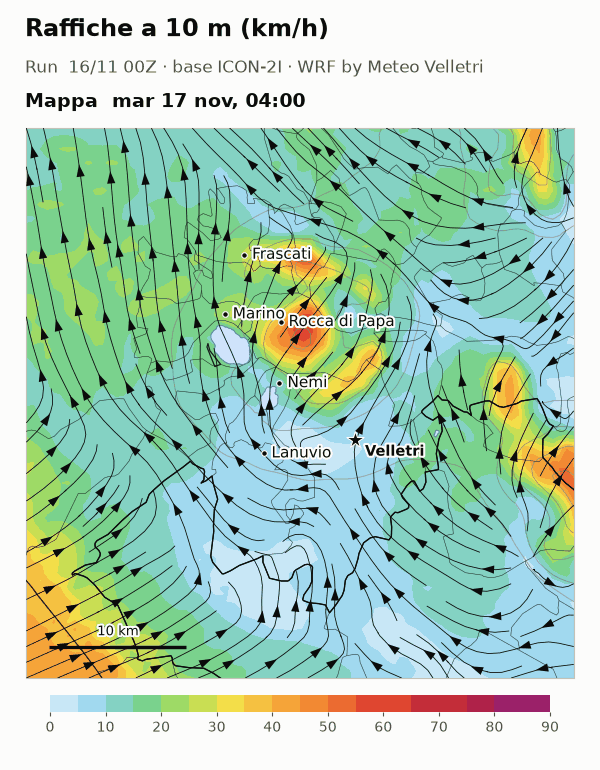 Raffiche a 10 m (km/h)
Run  16/11 00Z · base ICON-2I · WRF by Meteo Velletri
Mappa  mar 17 nov, 04:00
Frascati
Marino
Rocca di Papa
Nemi
Velletri
Lanuvio
10 km
0 10 20 30 40 50 60 70 80 90